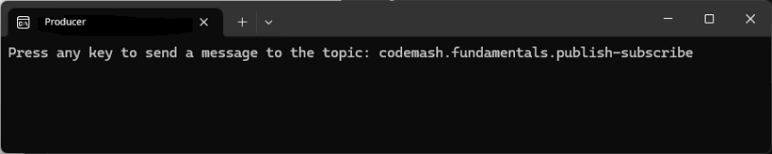 Producer
Press any key to send a message to the topic: codemash.fundamentals.publish-subscribe